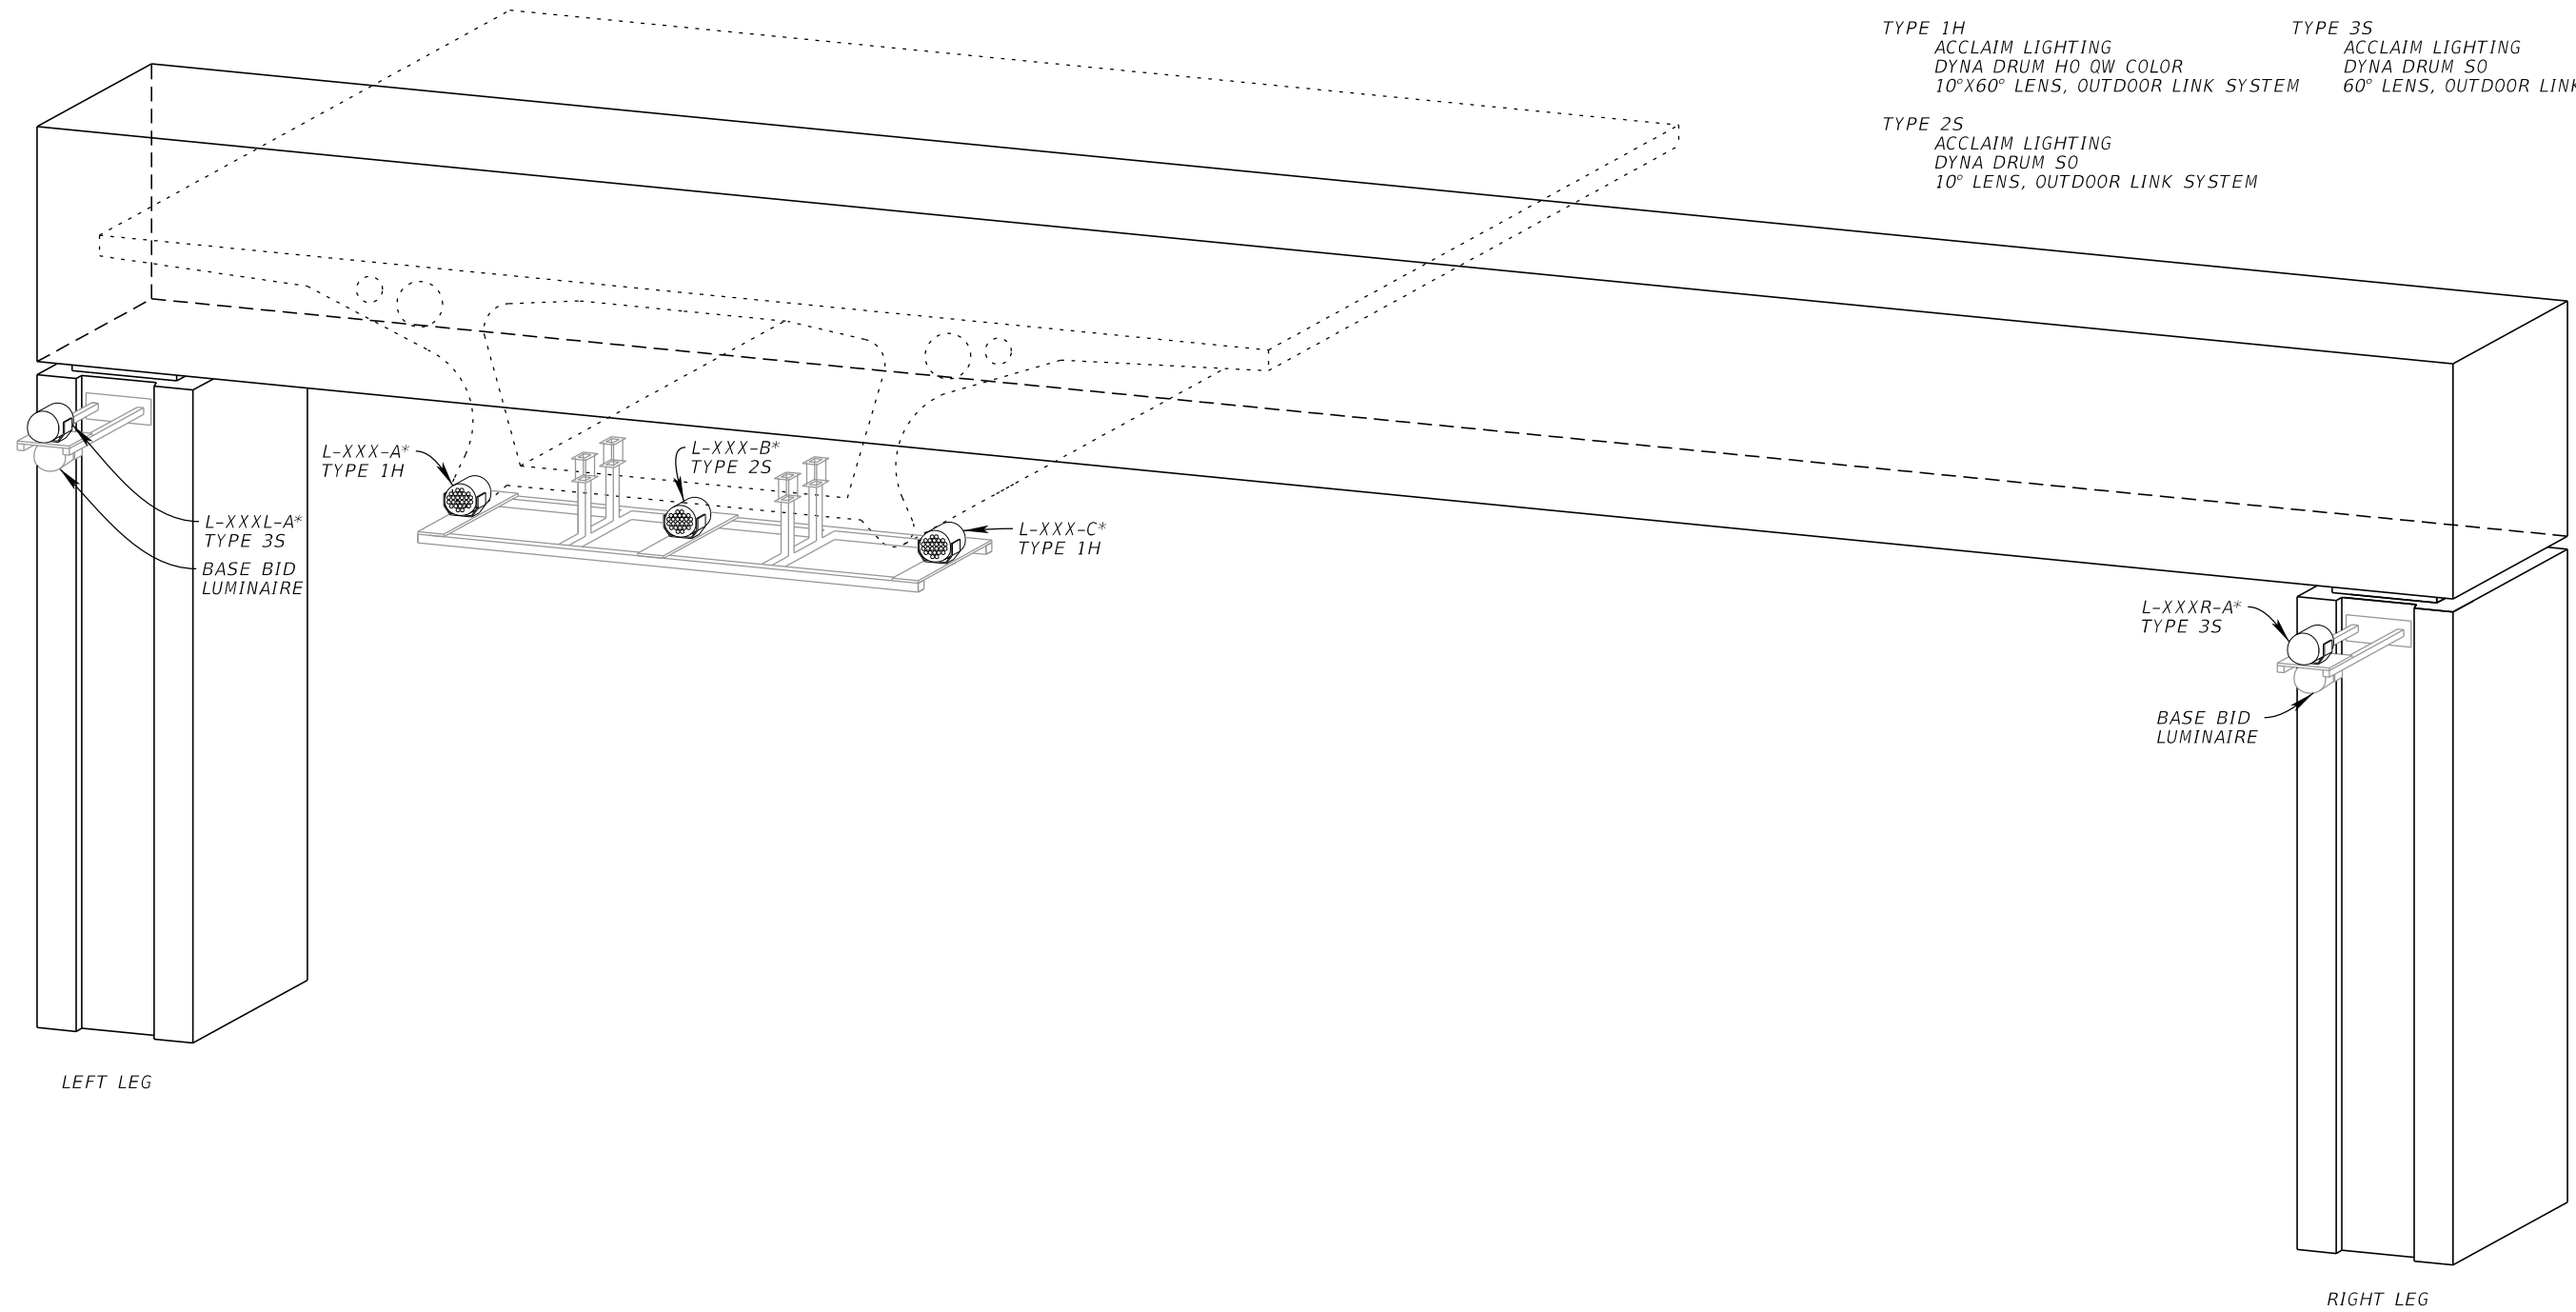 TYPE 1H
ACCLAIM LIGHTING
DYNA DRUM HO QW COLOR
10°X60° LENS, OUTDOOR LINK SYSTEM
TYPE 2S
ACCLAIM LIGHTING
DYNA DRUM SO
10° LENS, OUTDOOR LINK SYSTEM
TYPE 3S
ACCLAIM LIGHTING
DYNA DRUM SO
60° LENS, OUTDOOR LINK
L-XXX-A*
TYPE 1H
L-XXX-B*
TYPE 2S
L-XXXL-A*
TYPE 3S
BASE BID
LUMINAIRE
L-XXX-C*
TYPE 1H
L-XXXR-A*
TYPE 3S
BASE BID
LUMINAIRE
LEFT LEG
RIGHT LEG